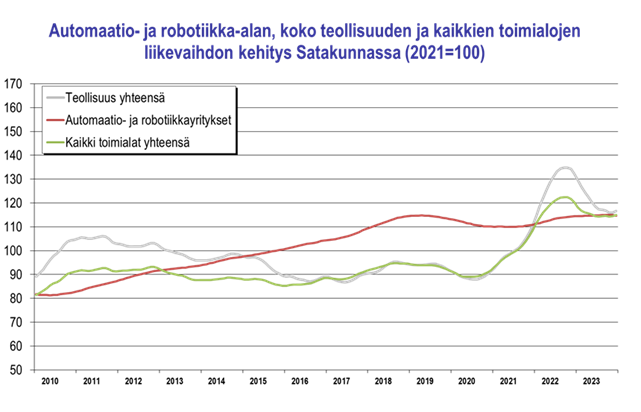 Automaatio- ja robotiikka-alan, koko teollisuuden ja kaikkien toimialojen
liikevaihdon kehitys Satakunnassa (2021=100)
170
160
150
140
130
120
110
100
90
80
70
60
50
Teollisuus yhteensä
Automaatio- ja robotiikkayritykset
Kaikki toimialat yhteensä
2010 2011 2012 2013 2014 2015 2016 2017 2018 2019 2020 2021 2022 2023